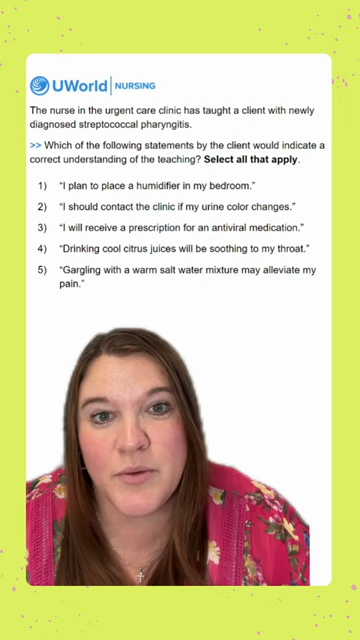 UWorld NURSING
The nurse in the urgent care clinic has taught a client with newly
diagnosed streptococcal pharyngitis.
>> Which of the following statements by the client would indicate a
correct understanding of the teaching? Select all that apply.
1) “I plan to place a humidifier in my bedroom.”
2) “I should contact the clinic if my urine color changes.”
3) “I will receive a prescription for an antiviral medication.”
4) “Drinking cool citrus juices will be soothing to my throat.”
5) “Gargling with a warm salt water mixture may alleviate my
pain.”